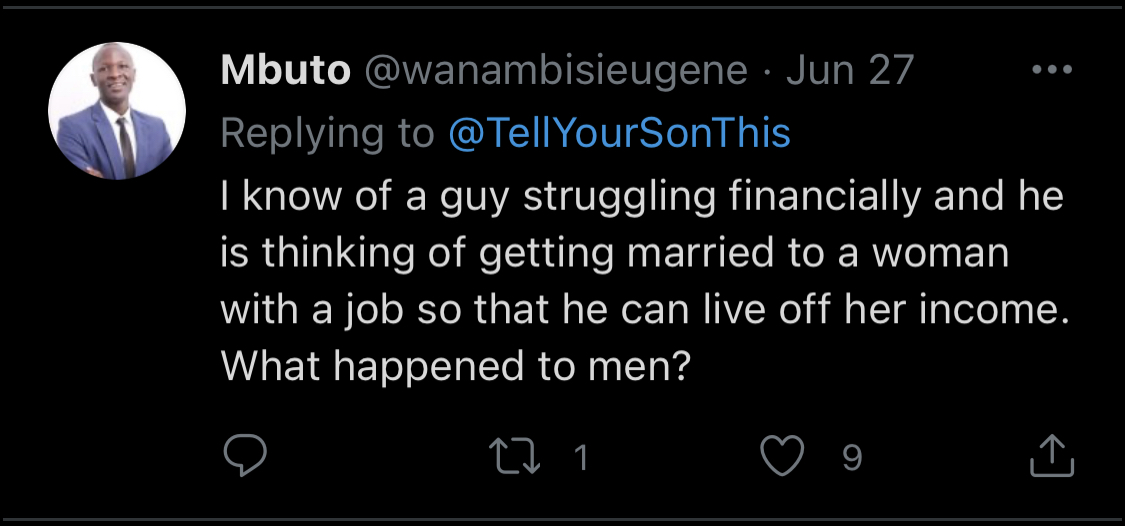 Mbuto @wanambisieugene · Jun 27
Replying to @TellYourSonThis
I know of a guy struggling financially and he
is thinking of getting married to a woman
with a job so that he can live off her income.
What happened to men?
1 9